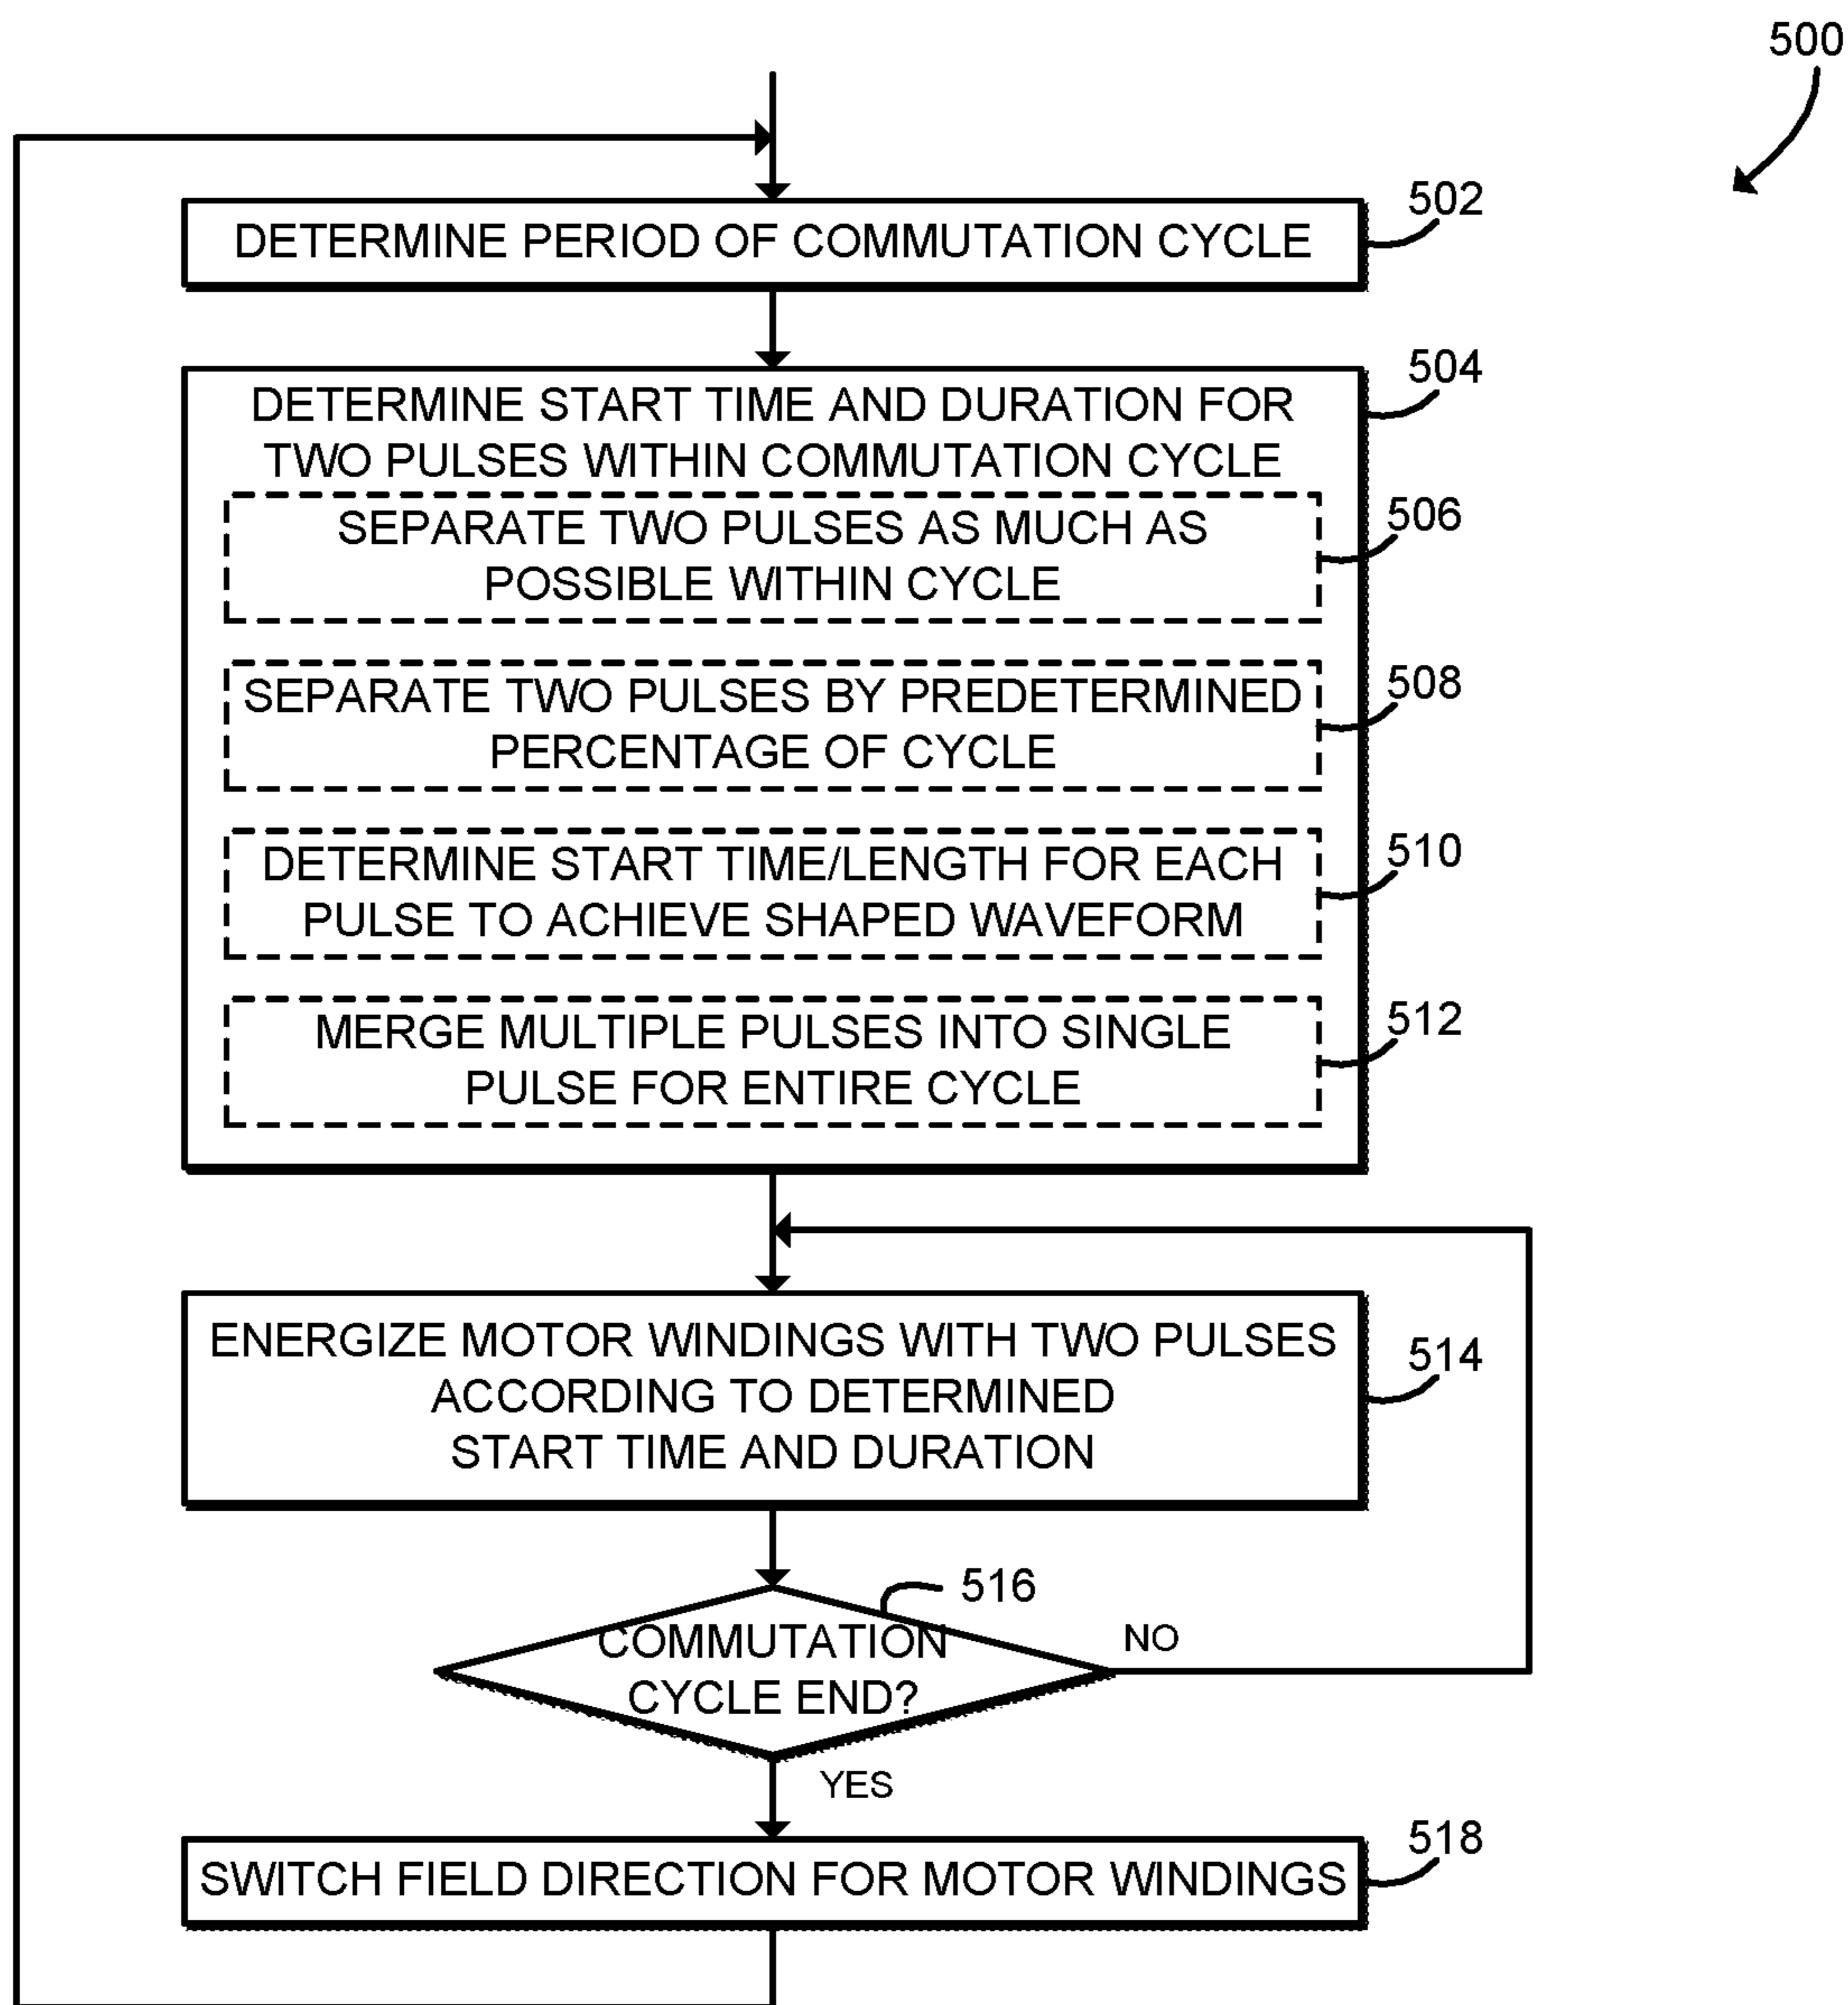 500
DETERMINE PERIOD OF COMMUTATION CYCLE
502
DETERMINE START TIME AND DURATION FOR
TWO PULSES WITHIN COMMUTATION CYCLE
504
SEPARATE TWO PULSES AS MUCH AS
POSSIBLE WITHIN CYCLE
506
SEPARATE TWO PULSES BY PREDETERMINED
PERCENTAGE OF CYCLE
508
DETERMINE START TIME/LENGTH FOR EACH
PULSE TO ACHIEVE SHAPED WAVEFORM
510
MERGE MULTIPLE PULSES INTO SINGLE
PULSE FOR ENTIRE CYCLE
512
ENERGIZE MOTOR WINDINGS WITH TWO PULSES
ACCORDING TO DETERMINED
START TIME AND DURATION
514
516
COMMUTATION
CYCLE END?
NO
YES
SWITCH FIELD DIRECTION FOR MOTOR WINDINGS
518